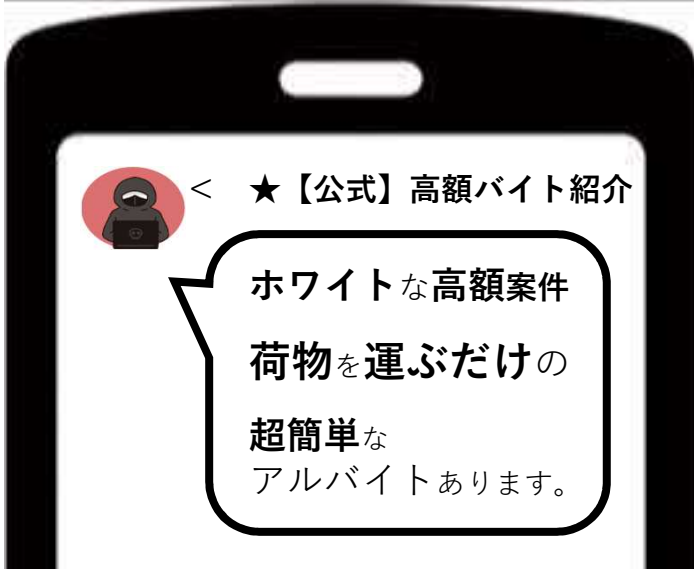 < ★【公式】高額バイト紹介
ホワイトな高額案件
荷物を運ぶだけの
超簡単な
アルバイトあります。